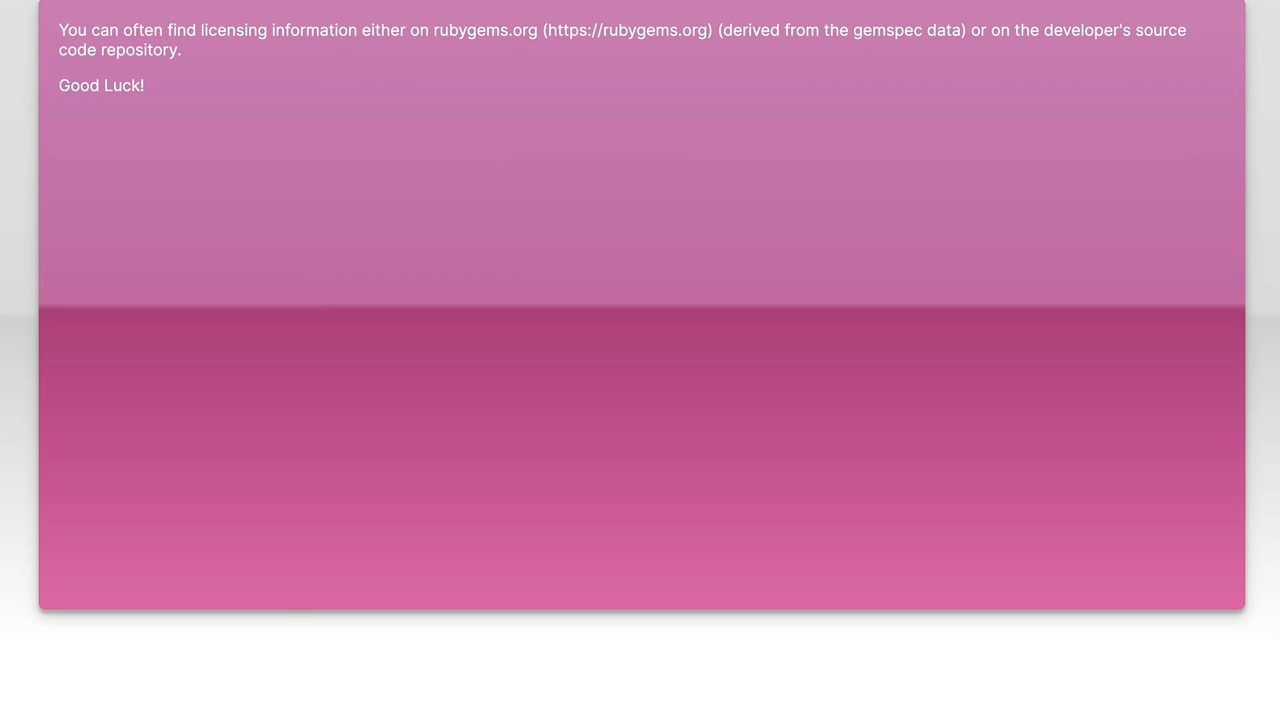 You can often find licensing information either on rubygems.org (https://rubygems.org) (derived from the gemspec data) or on the developer's source
code repository.
Good Luck!